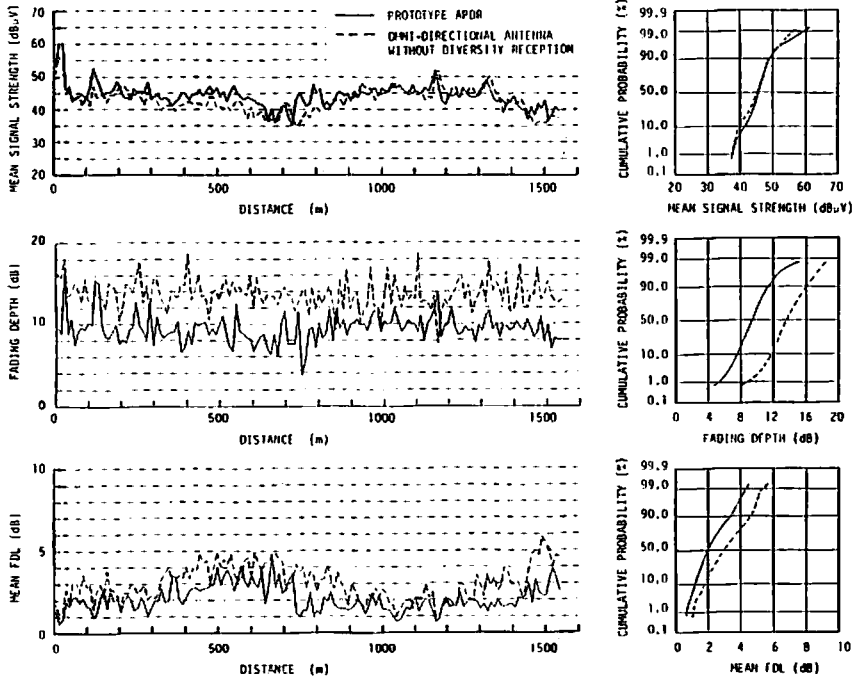 PROTOTYPE APDR
OMNI-DIRECTIONAL ANTENNA
WITHOUT DIVERSITY RECEPTION
MEAN SIGNAL STRENGTH (dBμV)
70
60
50
40
30
20
0 500 1000 1500
DISTANCE (m)
CUMULATIVE PROBABILITY (%)
99.9
99.0
90.0
50.0
10.0
1.0
0.1
20 30 40 50 60 70
MEAN SIGNAL STRENGTH (dBμV)
FADING DEPTH (dB)
20
10
0
0 500 1000 1500
DISTANCE (m)
CUMULATIVE PROBABILITY (%)
99.9
99.0
90.0
50.0
10.0
1.0
0.1
0 4 8 12 16 20
FADING DEPTH (dB)
MEAN FDL (dB)
10
5
0
0 500 1000 1500
DISTANCE (m)
CUMULATIVE PROBABILITY (%)
99.9
99.0
90.0
50.0
10.0
1.0
0.1
0 2 4 6 8 10
MEAN FDL (dB)